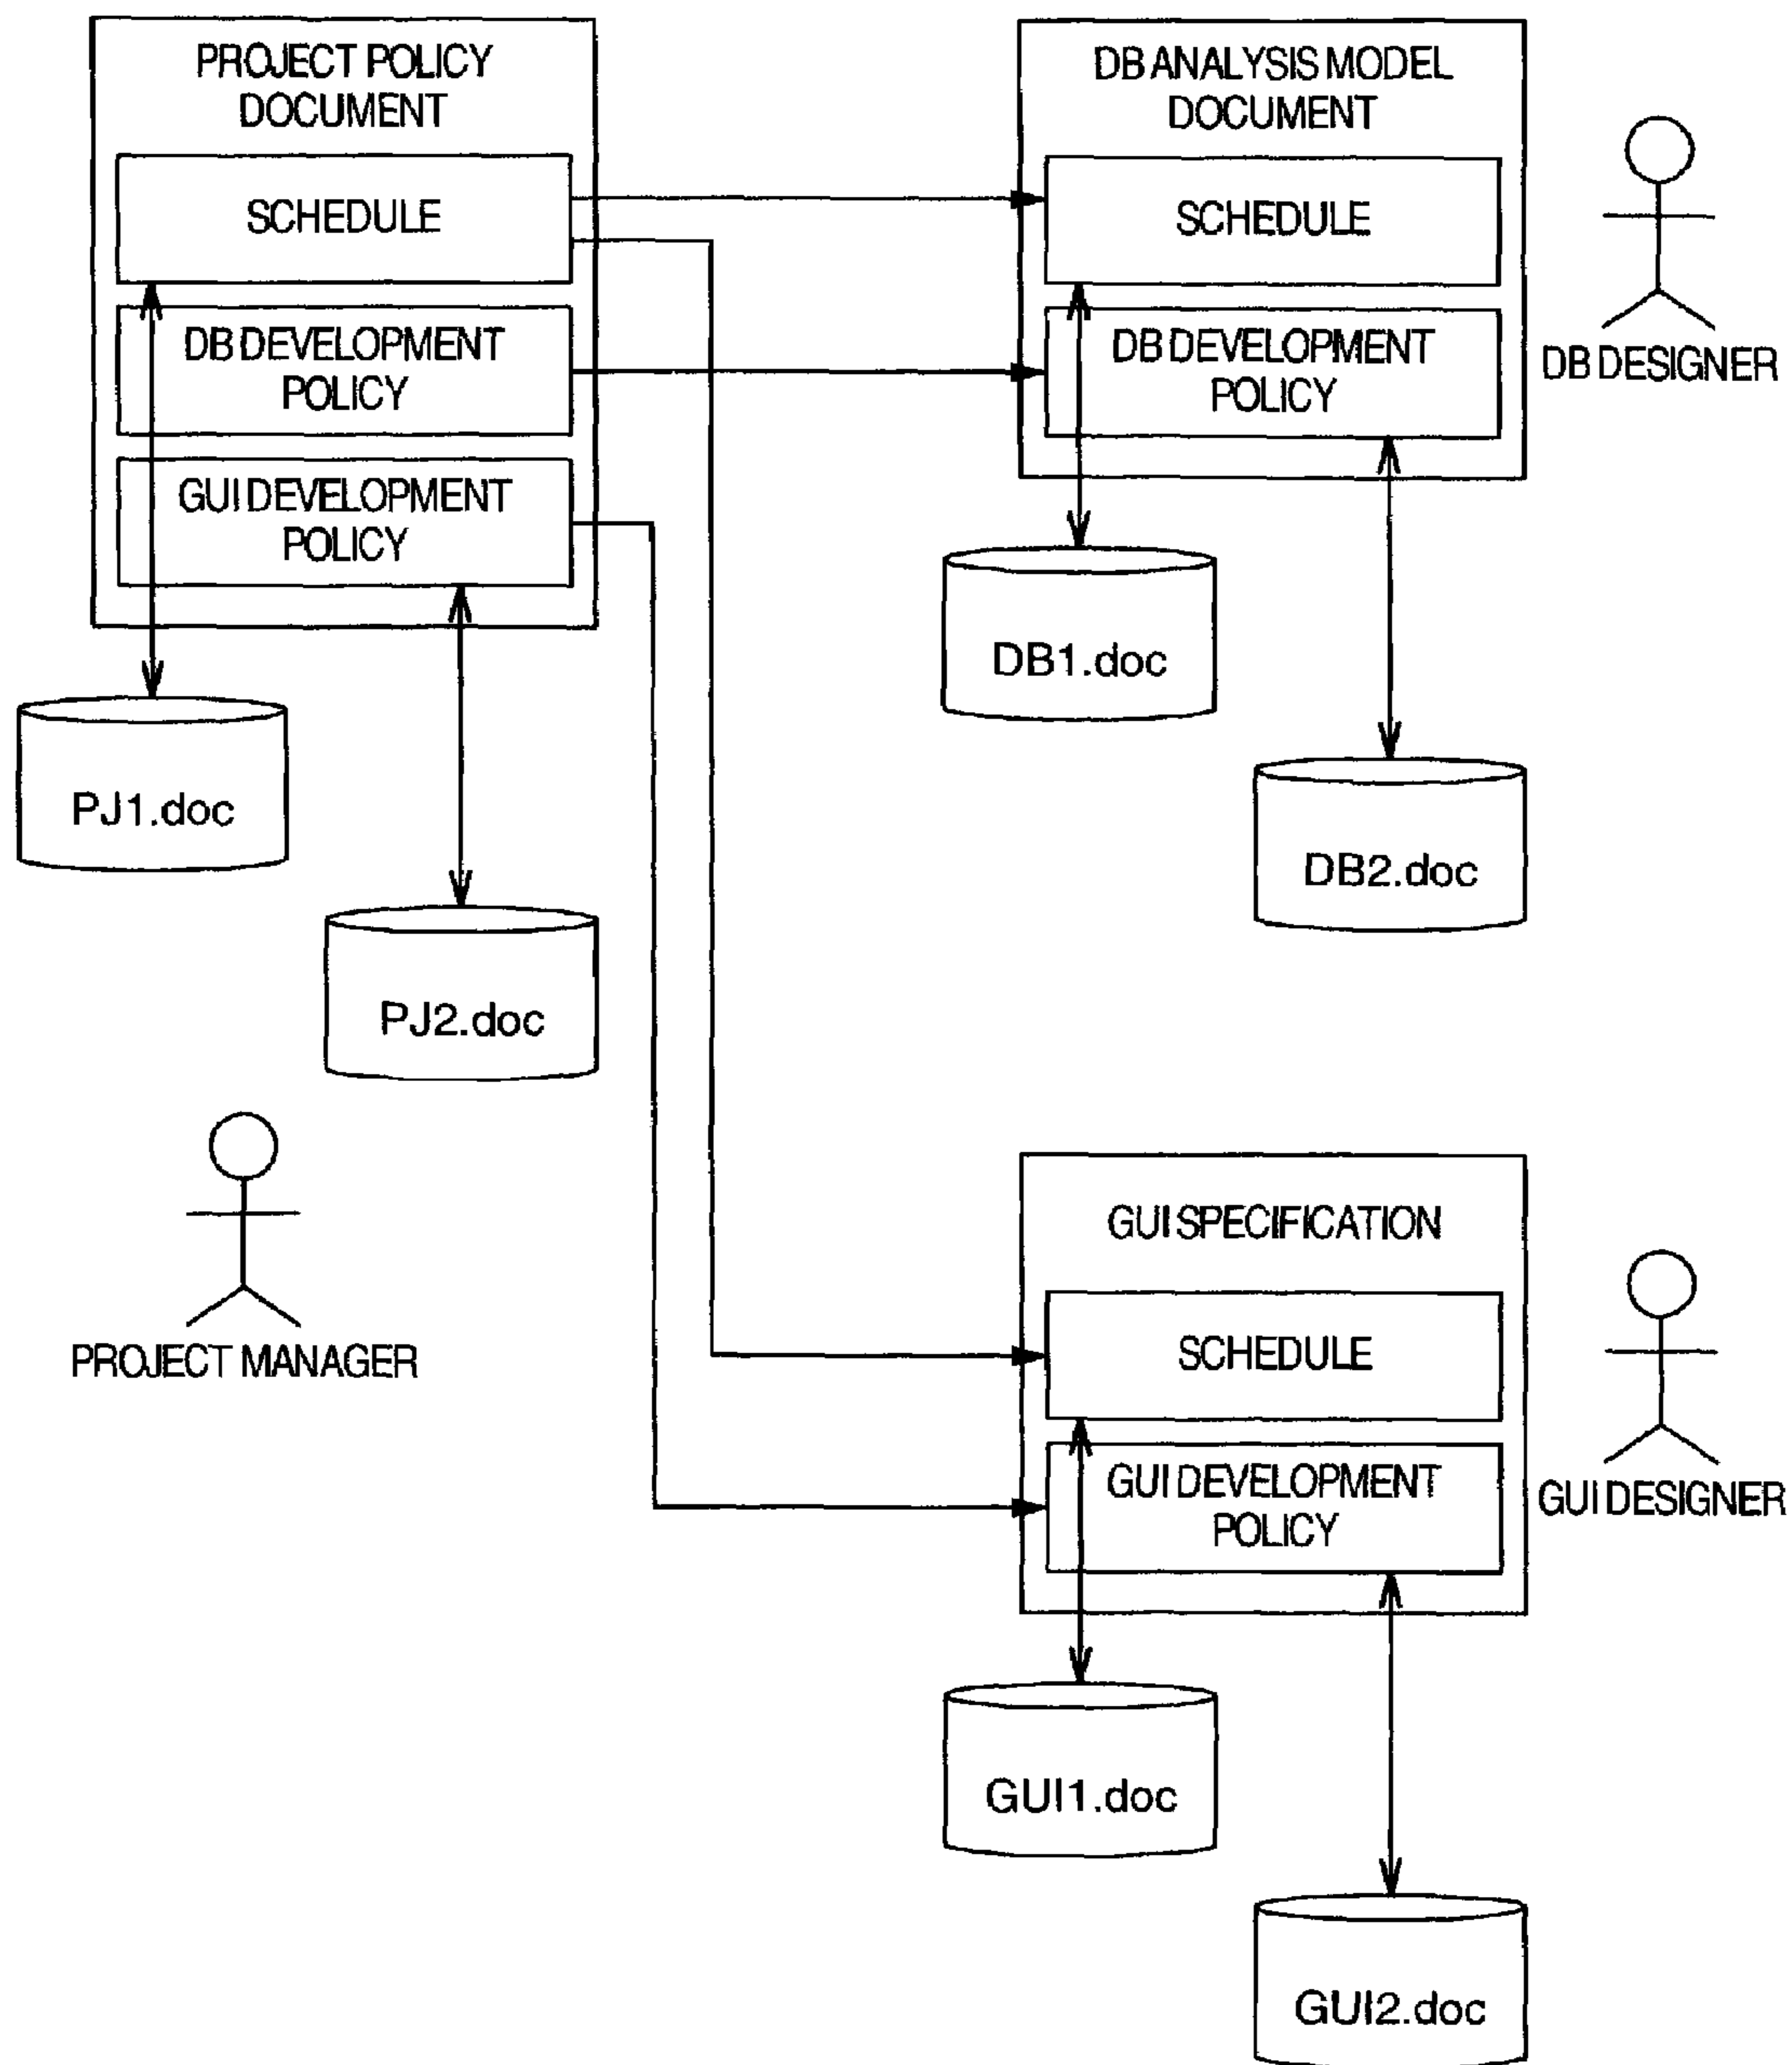 PROJECT POLICY
DOCUMENT
SCHEDULE
DB DEVELOPMENT
POLICY
GUI DEVELOPMENT
POLICY
PJ1.doc
PJ2.doc
PROJECT MANAGER
DB ANALYSIS MODEL
DOCUMENT
SCHEDULE
DB DEVELOPMENT
POLICY
DB DESIGNER
DB1.doc
DB2.doc
GUI SPECIFICATION
SCHEDULE
GUI DEVELOPMENT
POLICY
GUI DESIGNER
GUI1.doc
GUI2.doc